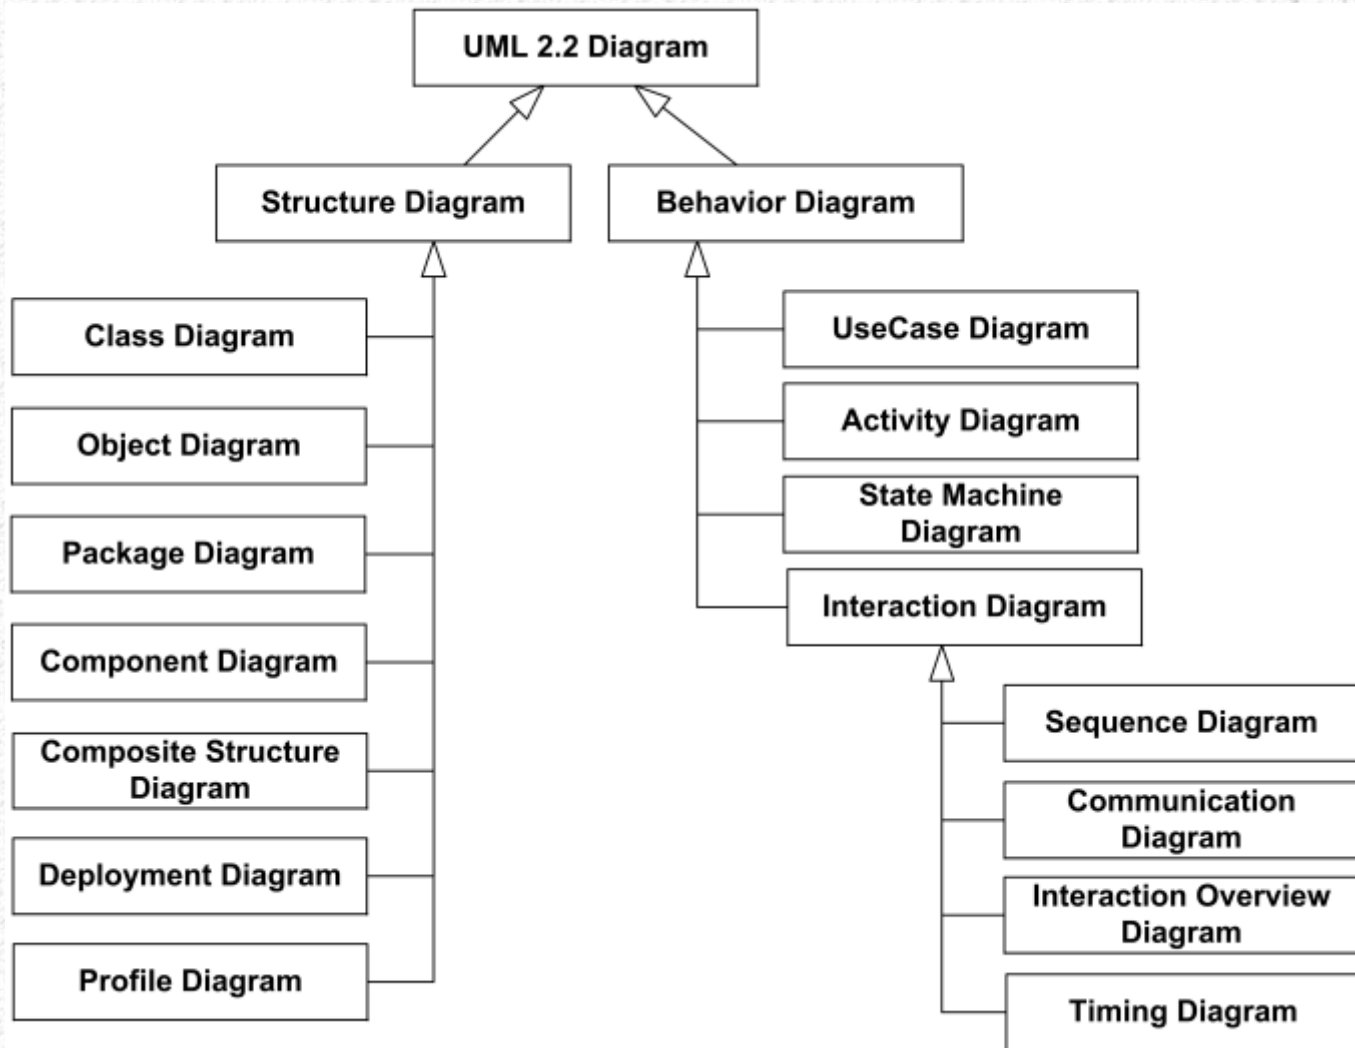 UML 2.2 Diagram
Structure Diagram
Behavior Diagram
Class Diagram
Object Diagram
Package Diagram
Component Diagram
Composite Structure
Diagram
Deployment Diagram
Profile Diagram
UseCase Diagram
Activity Diagram
State Machine
Diagram
Interaction Diagram
Sequence Diagram
Communication
Diagram
Interaction Overview
Diagram
Timing Diagram